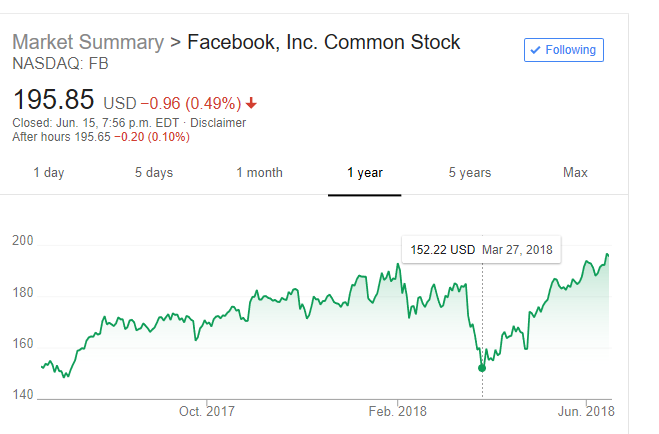 Market Summary > Facebook, Inc. Common Stock
NASDAQ: FB
Following
195.85 USD −0.96 (0.49%)
Closed: Jun. 15, 7:56 p.m. EDT · Disclaimer
After hours 195.65 −0.20 (0.10%)
1 day 5 days 1 month 1 year 5 years Max
152.22 USD Mar 27, 2018
200
180
160
140
Oct. 2017 Feb. 2018 Jun. 2018